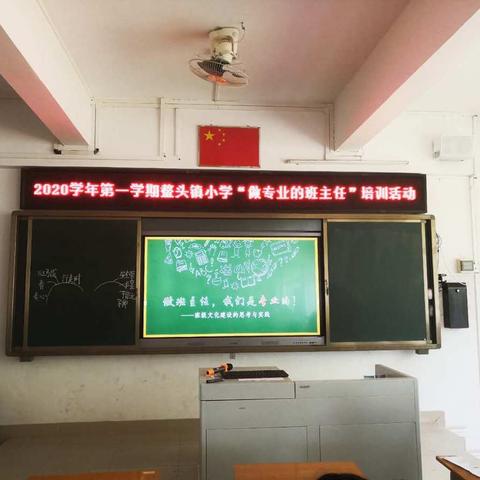 2020学年第一学期整头镇小学“做专业的班主任”培训活动
做班主任，我们是专业的！
——班级文化建设的思考与实践